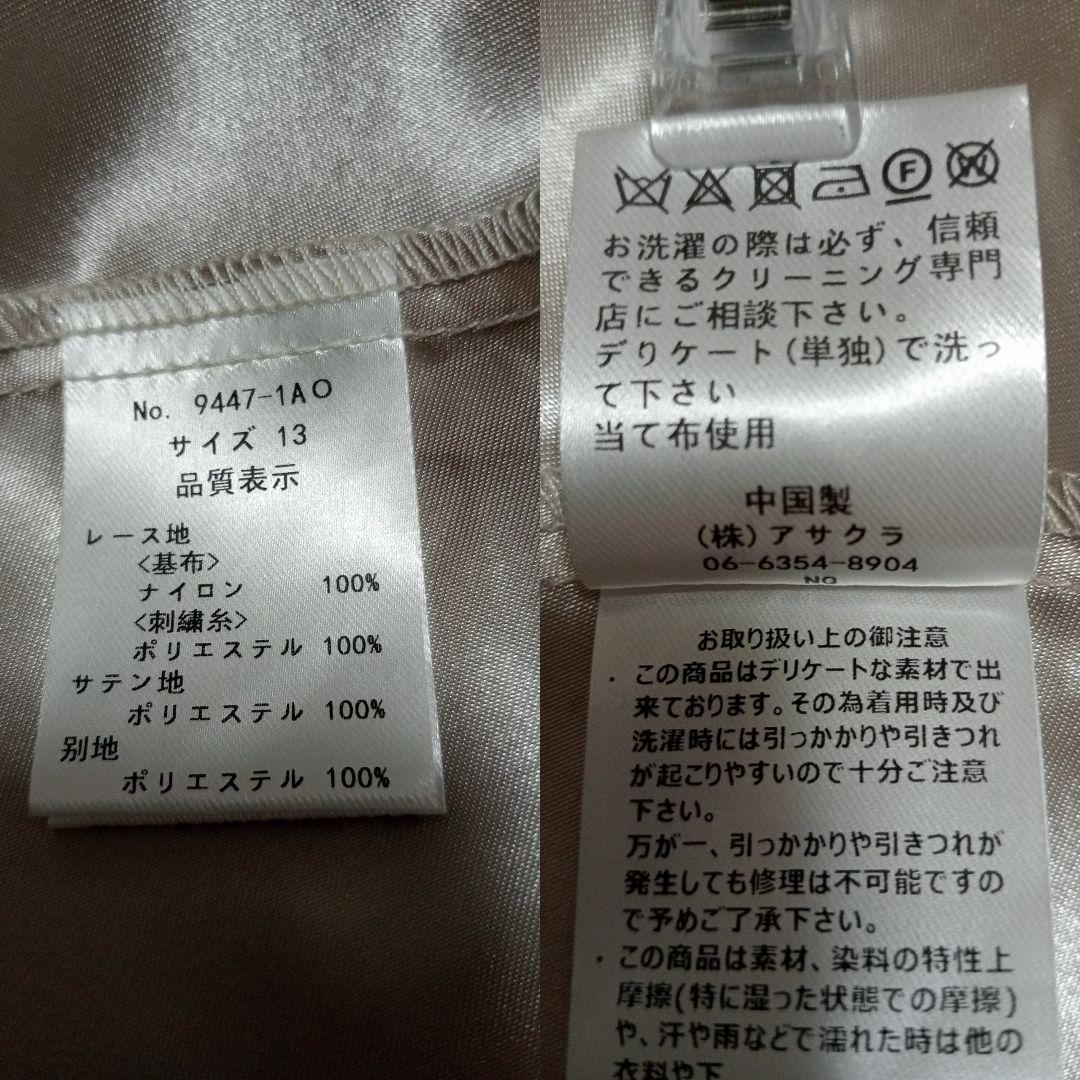 No. 9447-1AO
サイズ 13
品質表示
レース地
<基布>
ナイロン 100%
<刺繍糸>
ポリエステル 100%
サテン地
ポリエステル 100%
別地
ポリエステル 100%
F W
お洗濯の際は必ず、信頼
できるクリーニング専門
店にご相談下さい。
デりケート(単独)で洗っ
て下さい
当て布使用
中国製
(株)アサクラ
06-6354-8904
NO
お取り扱い上の御注意
・この商品はデリケートな素材で出
来ております。その為着用時及び
洗濯時には引っかかりや引きつれ
が起こりやすいので十分ご注意
下さい。
万が一、引っかかりや引きつれが
発生しても修理は不可能ですの
で予めご了承下さい。
・この商品は素材、染料の特性上
摩擦(特に湿った状態での摩擦)
や、汗や雨などで濡れた時は他の
衣料や下